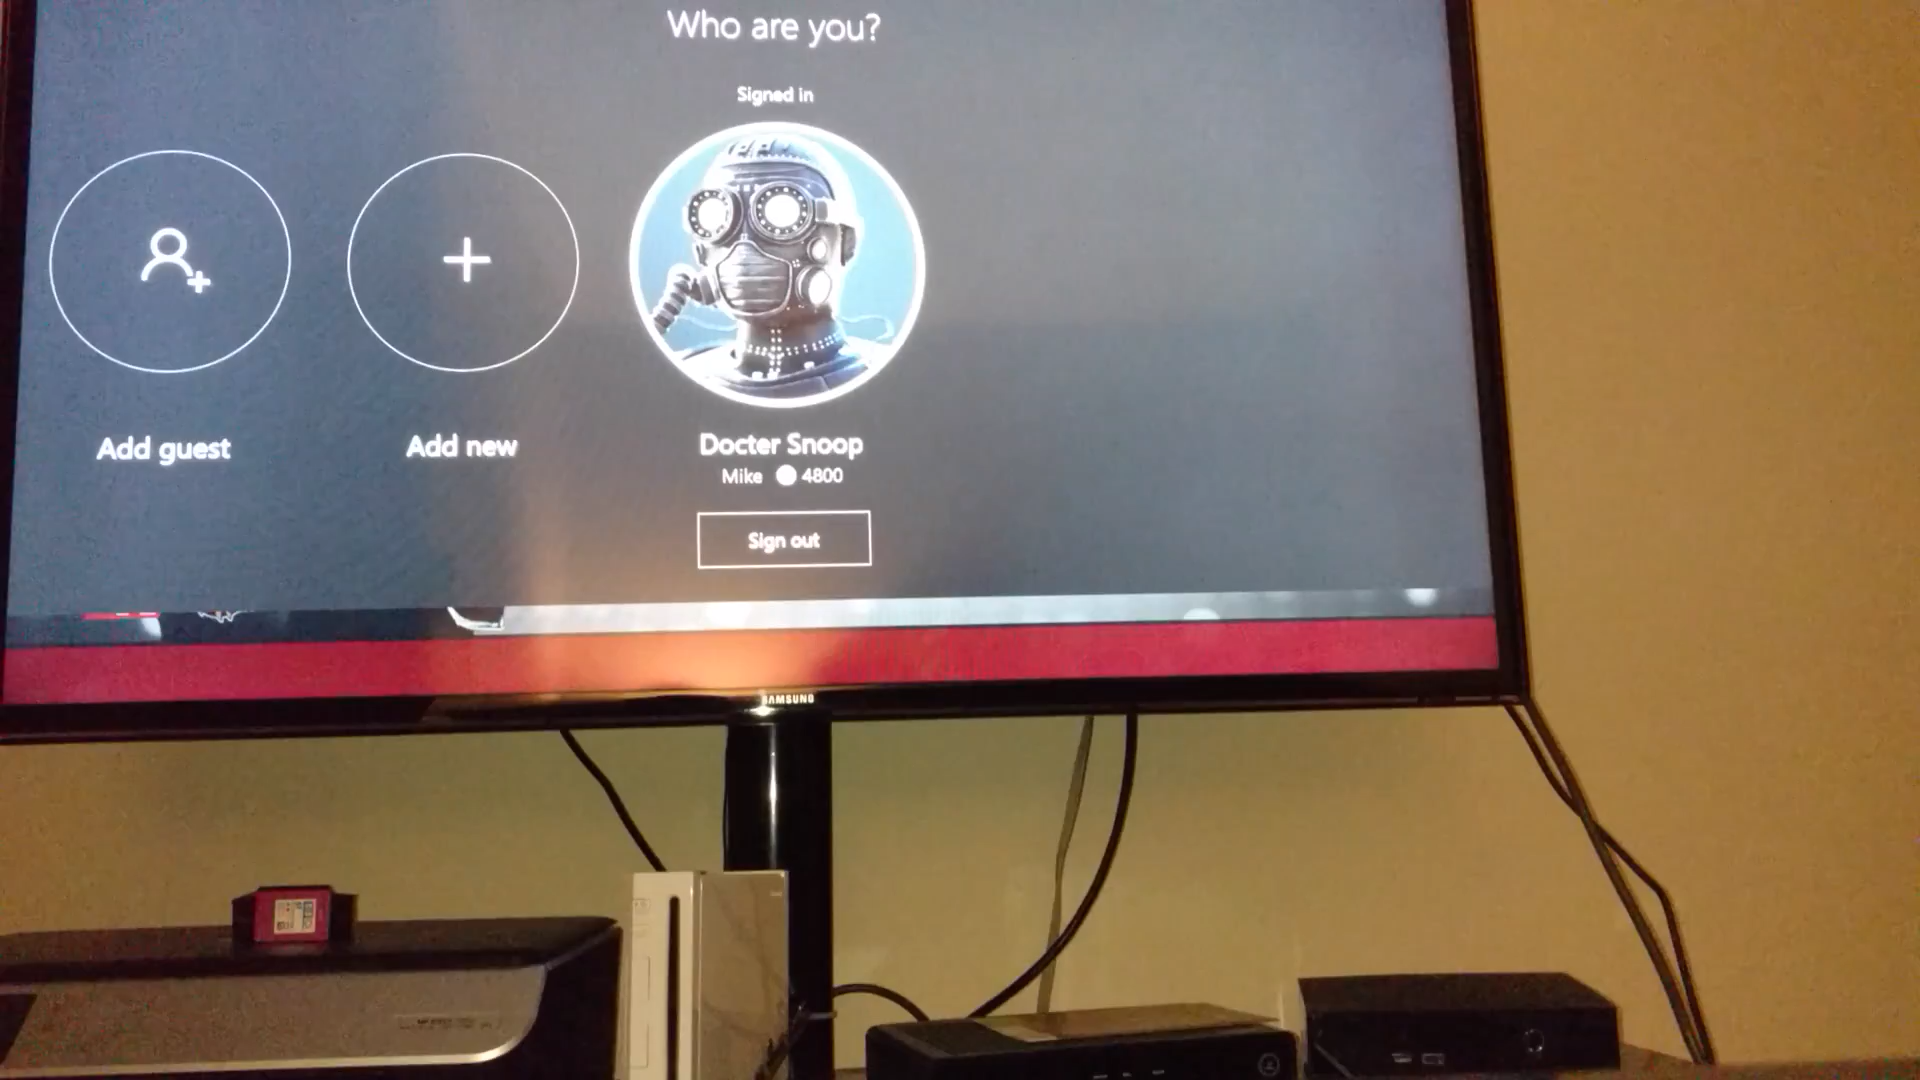 Who are you?
Signed in
Add guest
Add new
Docter Snoop
Mike 4800
Sign out
SAMSUNG